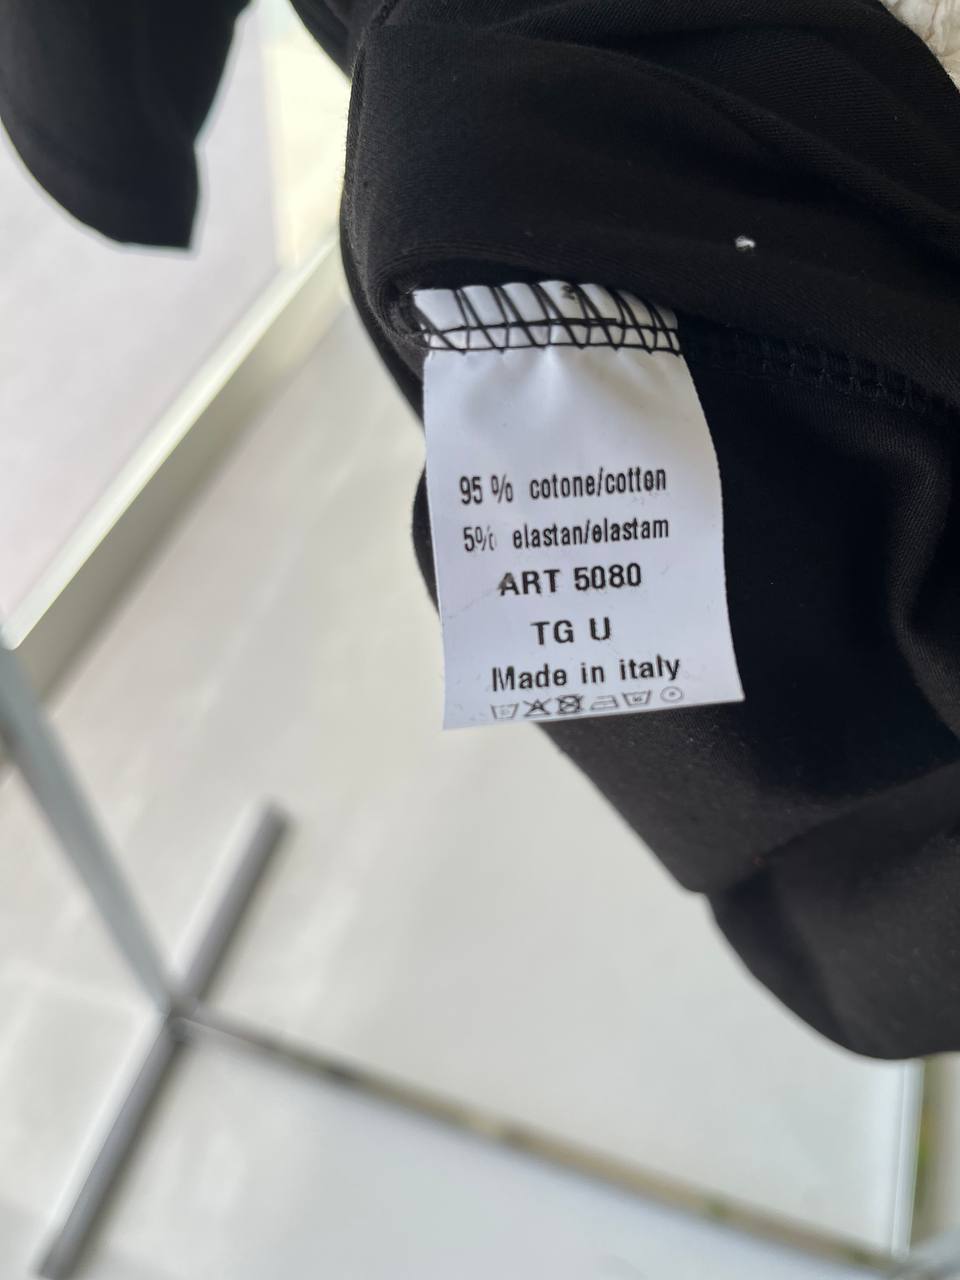 95 % cotone/cotton
5% elastan/elastam
ART 5080
TG U
Made in italy